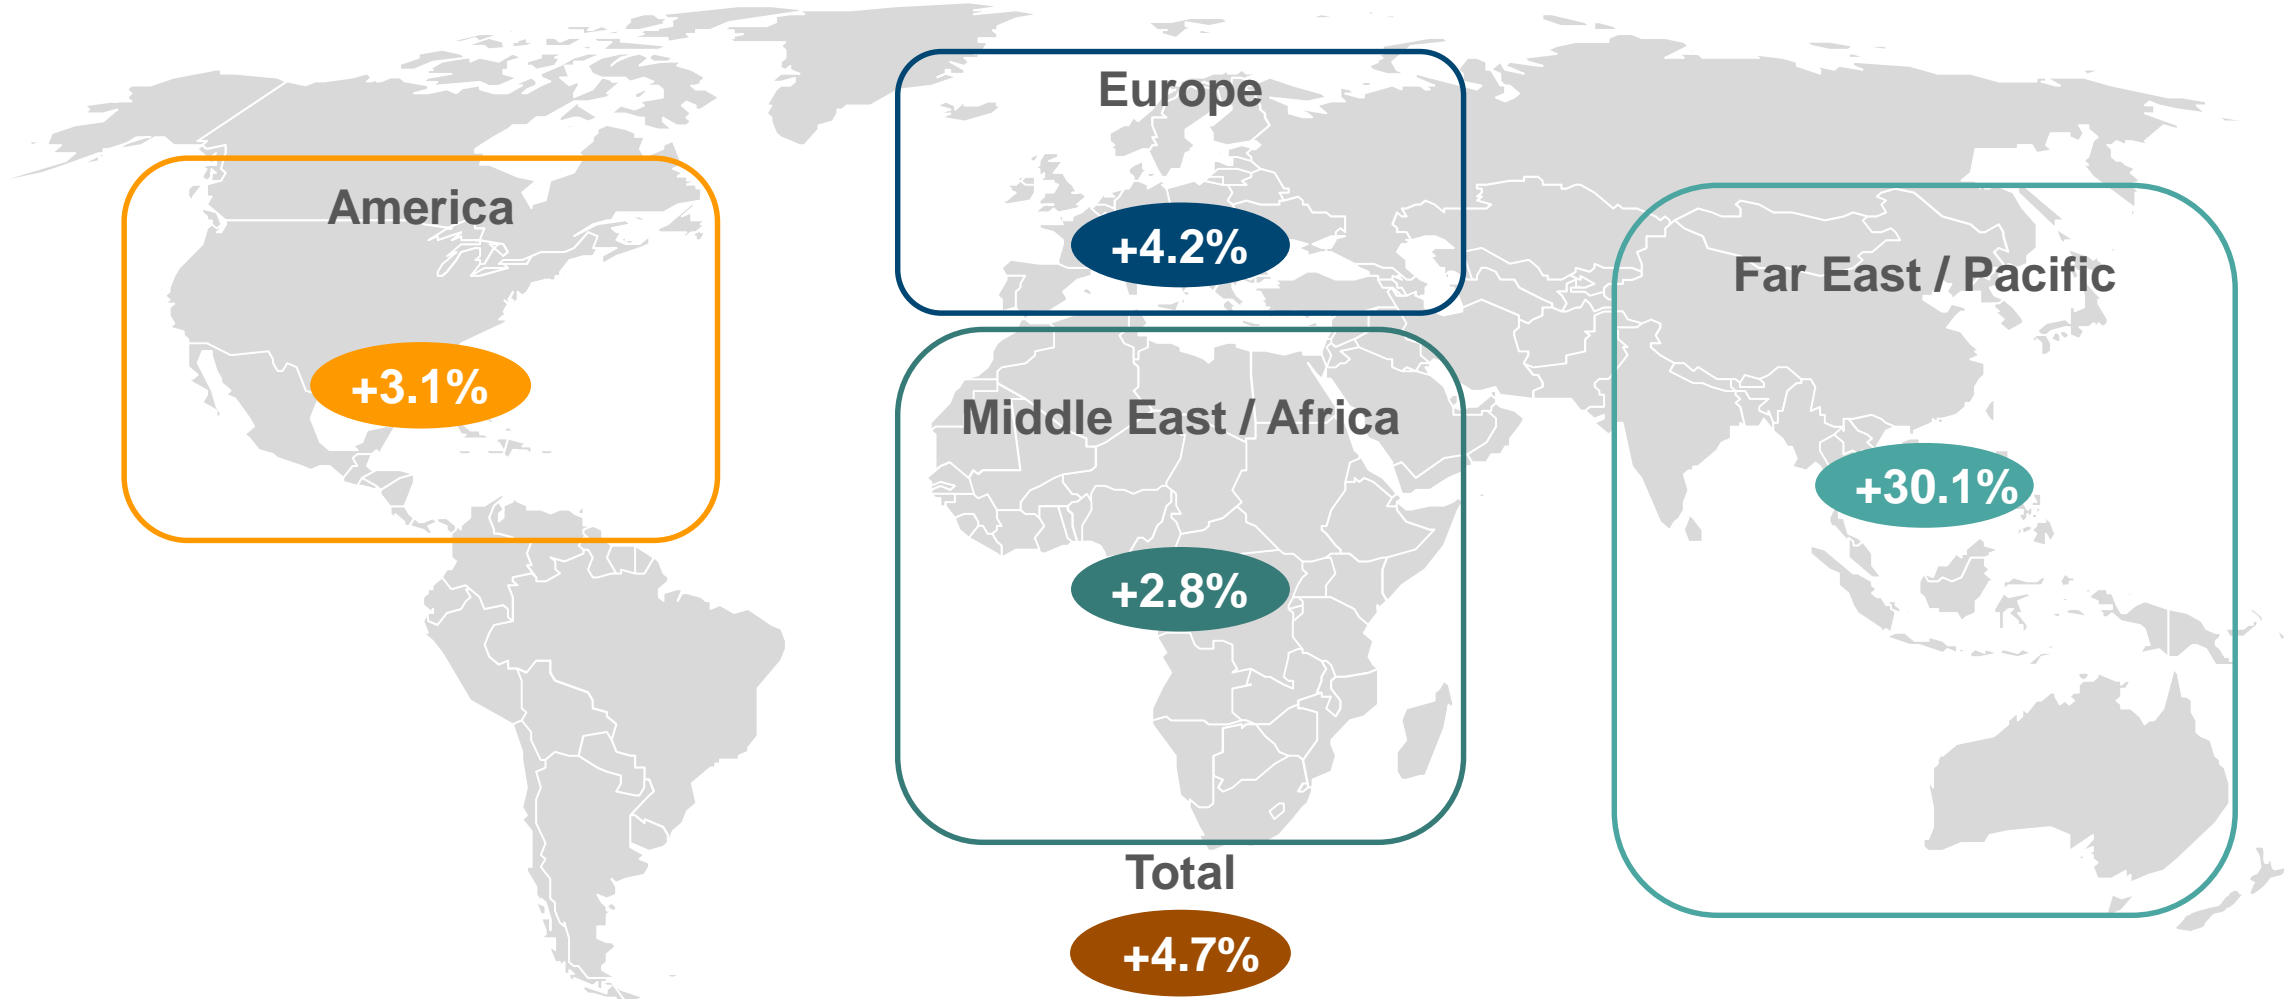 Europe
+4.2%
America
+3.1%
Far East / Pacific
+30.1%
Middle East / Africa
+2.8%
Total
+4.7%